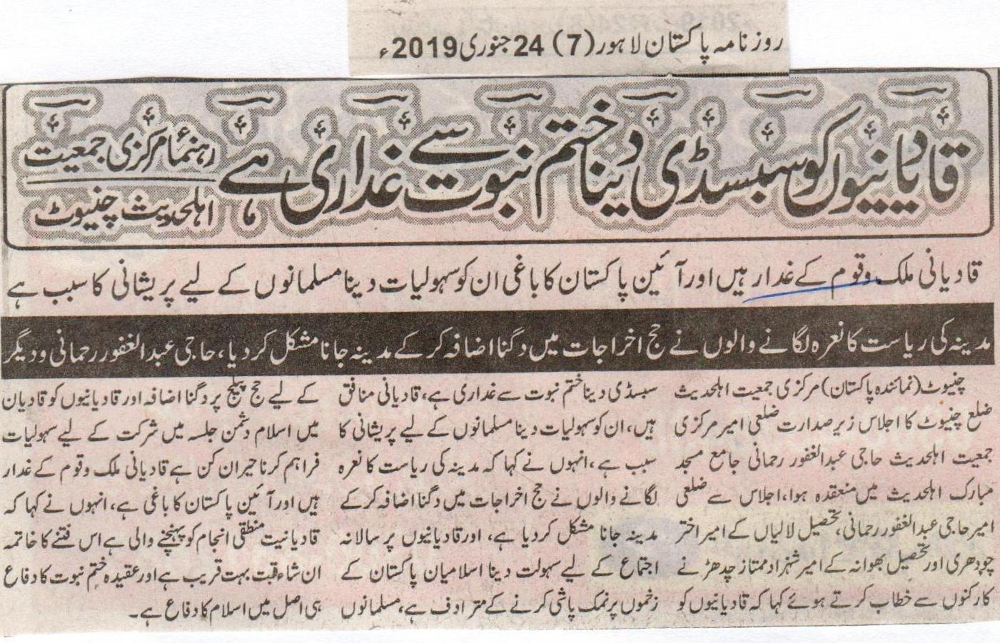 روزنامہ پاکستان لاہور (7) 24 جنوری 2019ء
قادیانیوں کو سبسڈی دینا ختم نبوت سے غداری ہے
رہنما مرکزی جمعیت
اہلحدیث چنیوٹ
قادیانی ملک وقوم کے غدار ہیں اور آئین پاکستان کا باغی ان کو سہولیات دینا مسلمانوں کے لیے پریشانی کا سبب ہے
مدینہ کی ریاست کا نعرہ لگانے والوں نے حج اخراجات میں دگنا اضافہ کر کے مدینہ جانا مشکل کر دیا، حاجی عبدالغفور رحمانی ودیگر
چنیوٹ (نمائندہ پاکستان) مرکزی جمعیت اہلحدیث
ضلع چنیوٹ کا اجلاس زیر صدارت ضلعی امیر مرکزی
جمعیت اہلحدیث حاجی عبدالغفور رحمانی جامع مسجد
مبارک اہلحدیث میں منعقدہ ہوا، اجلاس سے ضلعی
امیر حاجی عبدالغفور رحمانی، تحصیل لالیاں کے امیر اختر
چودھری اور تحصیل بھوانہ کے امیر شہزاد ممتاز چدھڑ نے
کارکنوں سے خطاب کرتے ہوئے کہا کہ قادیانیوں کو
سبسڈی دینا ختم نبوت سے غداری ہے، قادیانی منافق
ہیں، ان کو سہولیات دینا مسلمانوں کے لیے پریشانی کا
سبب ہے، انہوں نے کہا کہ مدینہ کی ریاست کا نعرہ
لگانے والوں نے حج اخراجات میں دگنا اضافہ کر کے
مدینہ جانا مشکل کر دیا ہے، اور قادیانیوں پر سالانہ
اجتماع کے لیے سہولت دینا اسلامیان پاکستان کے
زخموں پر نمک پاشی کرنے کے مترادف ہے، مسلمانوں
کے لیے حج پیکج پر دگنا اضافہ اور قادیانیوں کو قادیان
میں اسلام دشمن جلسہ میں شرکت کے لیے سہولیات
فراہم کرنا حیران کن ہے قادیانی ملک وقوم کے غدار
ہیں اور آئین پاکستان کا باغی ہے، انہوں نے کہا کہ
قادیانیت منطقی انجام کو پہنچنے والی ہے اس فتنے کا خاتمہ
ان شاء بہت قریب ہے اور عقیدہ ختم نبوت کا دفاع
ہی اصل میں اسلام کا دفاع ہے۔